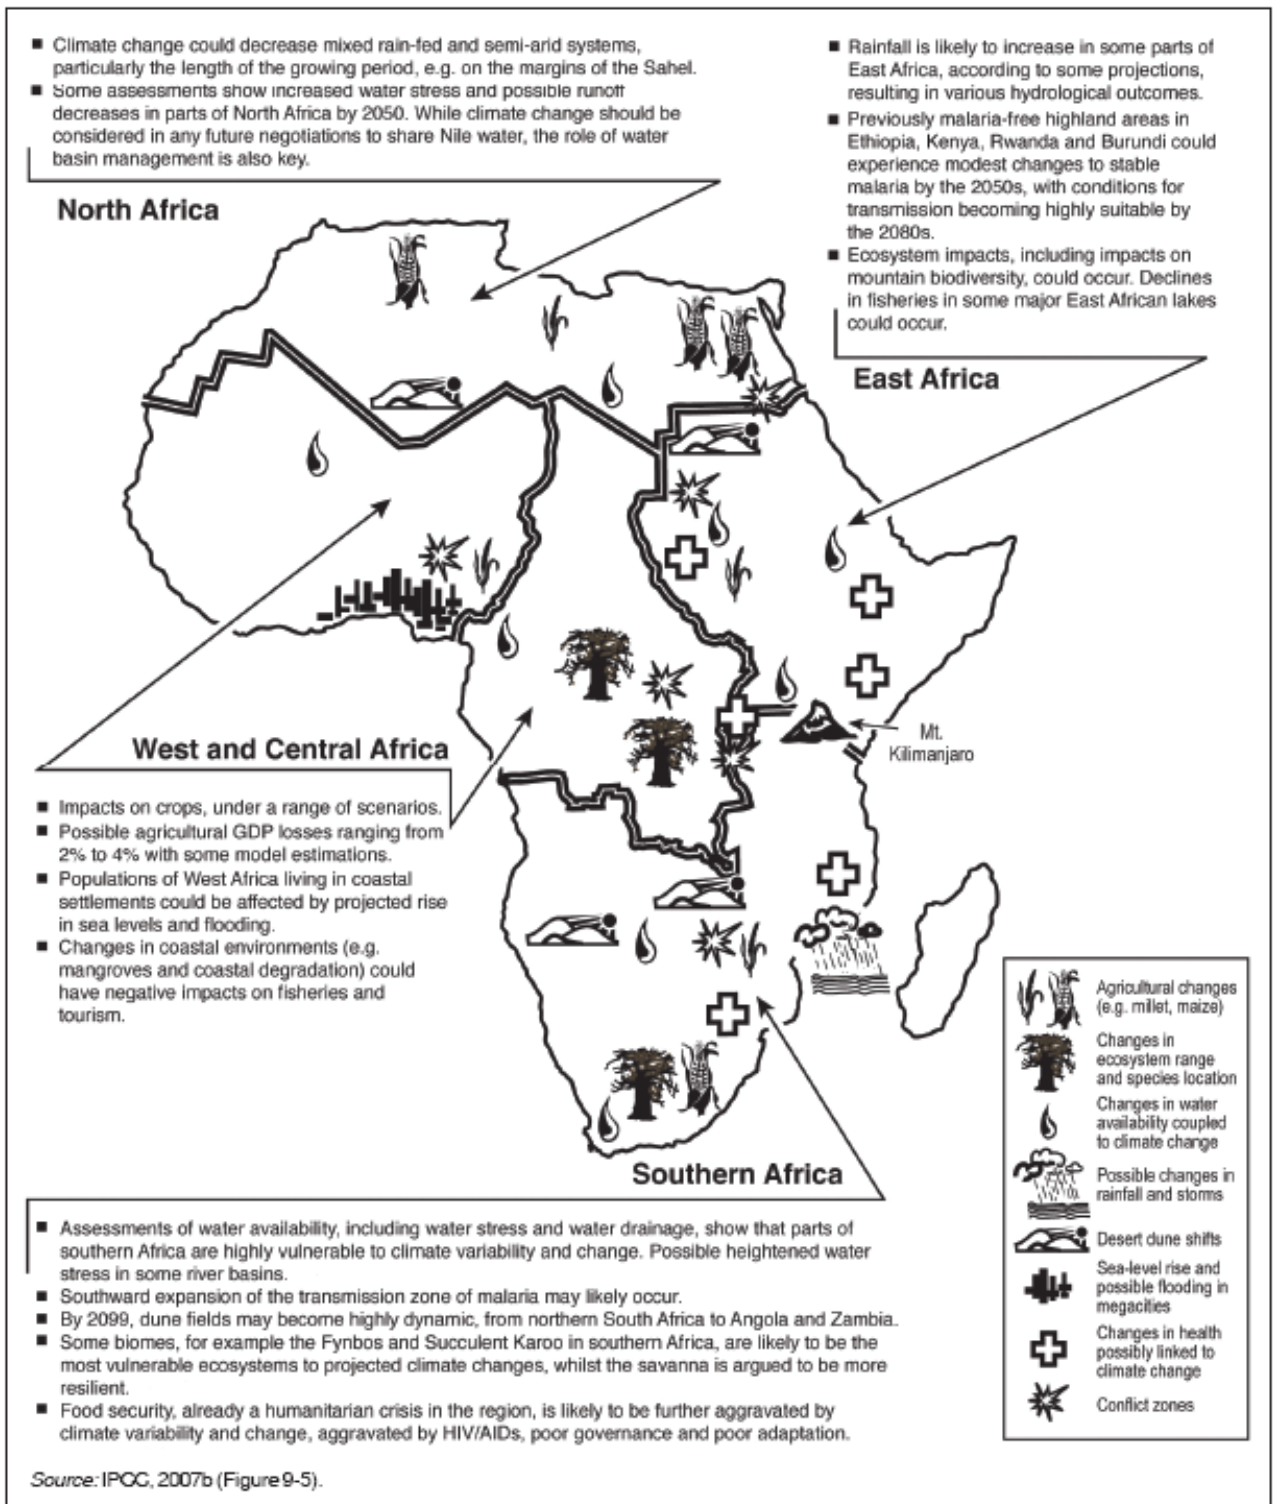 ■ Climate change could decrease mixed rain-fed and semi-arid systems,
particularly the length of the growing period, e.g. on the margins of the Sahel.
■ Some assessments show increased water stress and possible runoff
decreases in parts of North Africa by 2050. While climate change should be
considered in any future negotiations to share Nile water, the role of water
basin management is also key.
North Africa
■ Rainfall is likely to increase in some parts of
East Africa, according to some projections,
resulting in various hydrological outcomes.
■ Previously malaria-free highland areas in
Ethiopia, Kenya, Rwanda and Burundi could
experience modest changes to stable
malaria by the 2050s, with conditions for
transmission becoming highly suitable by
the 2080s.
■ Ecosystem impacts, including impacts on
mountain biodiversity, could occur. Declines
in fisheries in some major East African lakes
could occur.
East Africa
Mt.
Kilimanjaro
West and Central Africa
■ Impacts on crops, under a range of scenarios.
■ Possible agricultural GDP losses ranging from
2% to 4% with some model estimations.
■ Populations of West Africa living in coastal
settlements could be affected by projected rise
in sea levels and flooding.
■ Changes in coastal environments (e.g.
mangroves and coastal degradation) could
have negative impacts on fisheries and
tourism.
Agricultural changes
(e.g. millet, maize)
Changes in
ecosystem range
and species location
Changes in water
availability coupled
to climate change
Possible changes in
rainfall and storms
Desert dune shifts
Sea-level rise and
possible flooding in
megacities
Changes in health
possibly linked to
climate change
Conflict zones
Southern Africa
■ Assessments of water availability, including water stress and water drainage, show that parts of
southern Africa are highly vulnerable to climate variability and change. Possible heightened water
stress in some river basins.
■ Southward expansion of the transmission zone of malaria may likely occur.
■ By 2099, dune fields may become highly dynamic, from northern South Africa to Angola and Zambia.
■ Some biomes, for example the Fynbos and Succulent Karoo in southern Africa, are likely to be the
most vulnerable ecosystems to projected climate changes, whilst the savanna is argued to be more
resilient.
■ Food security, already a humanitarian crisis in the region, is likely to be further aggravated by
climate variability and change, aggravated by HIV/AIDs, poor governance and poor adaptation.
Source: IPCC, 2007b (Figure 9-5).